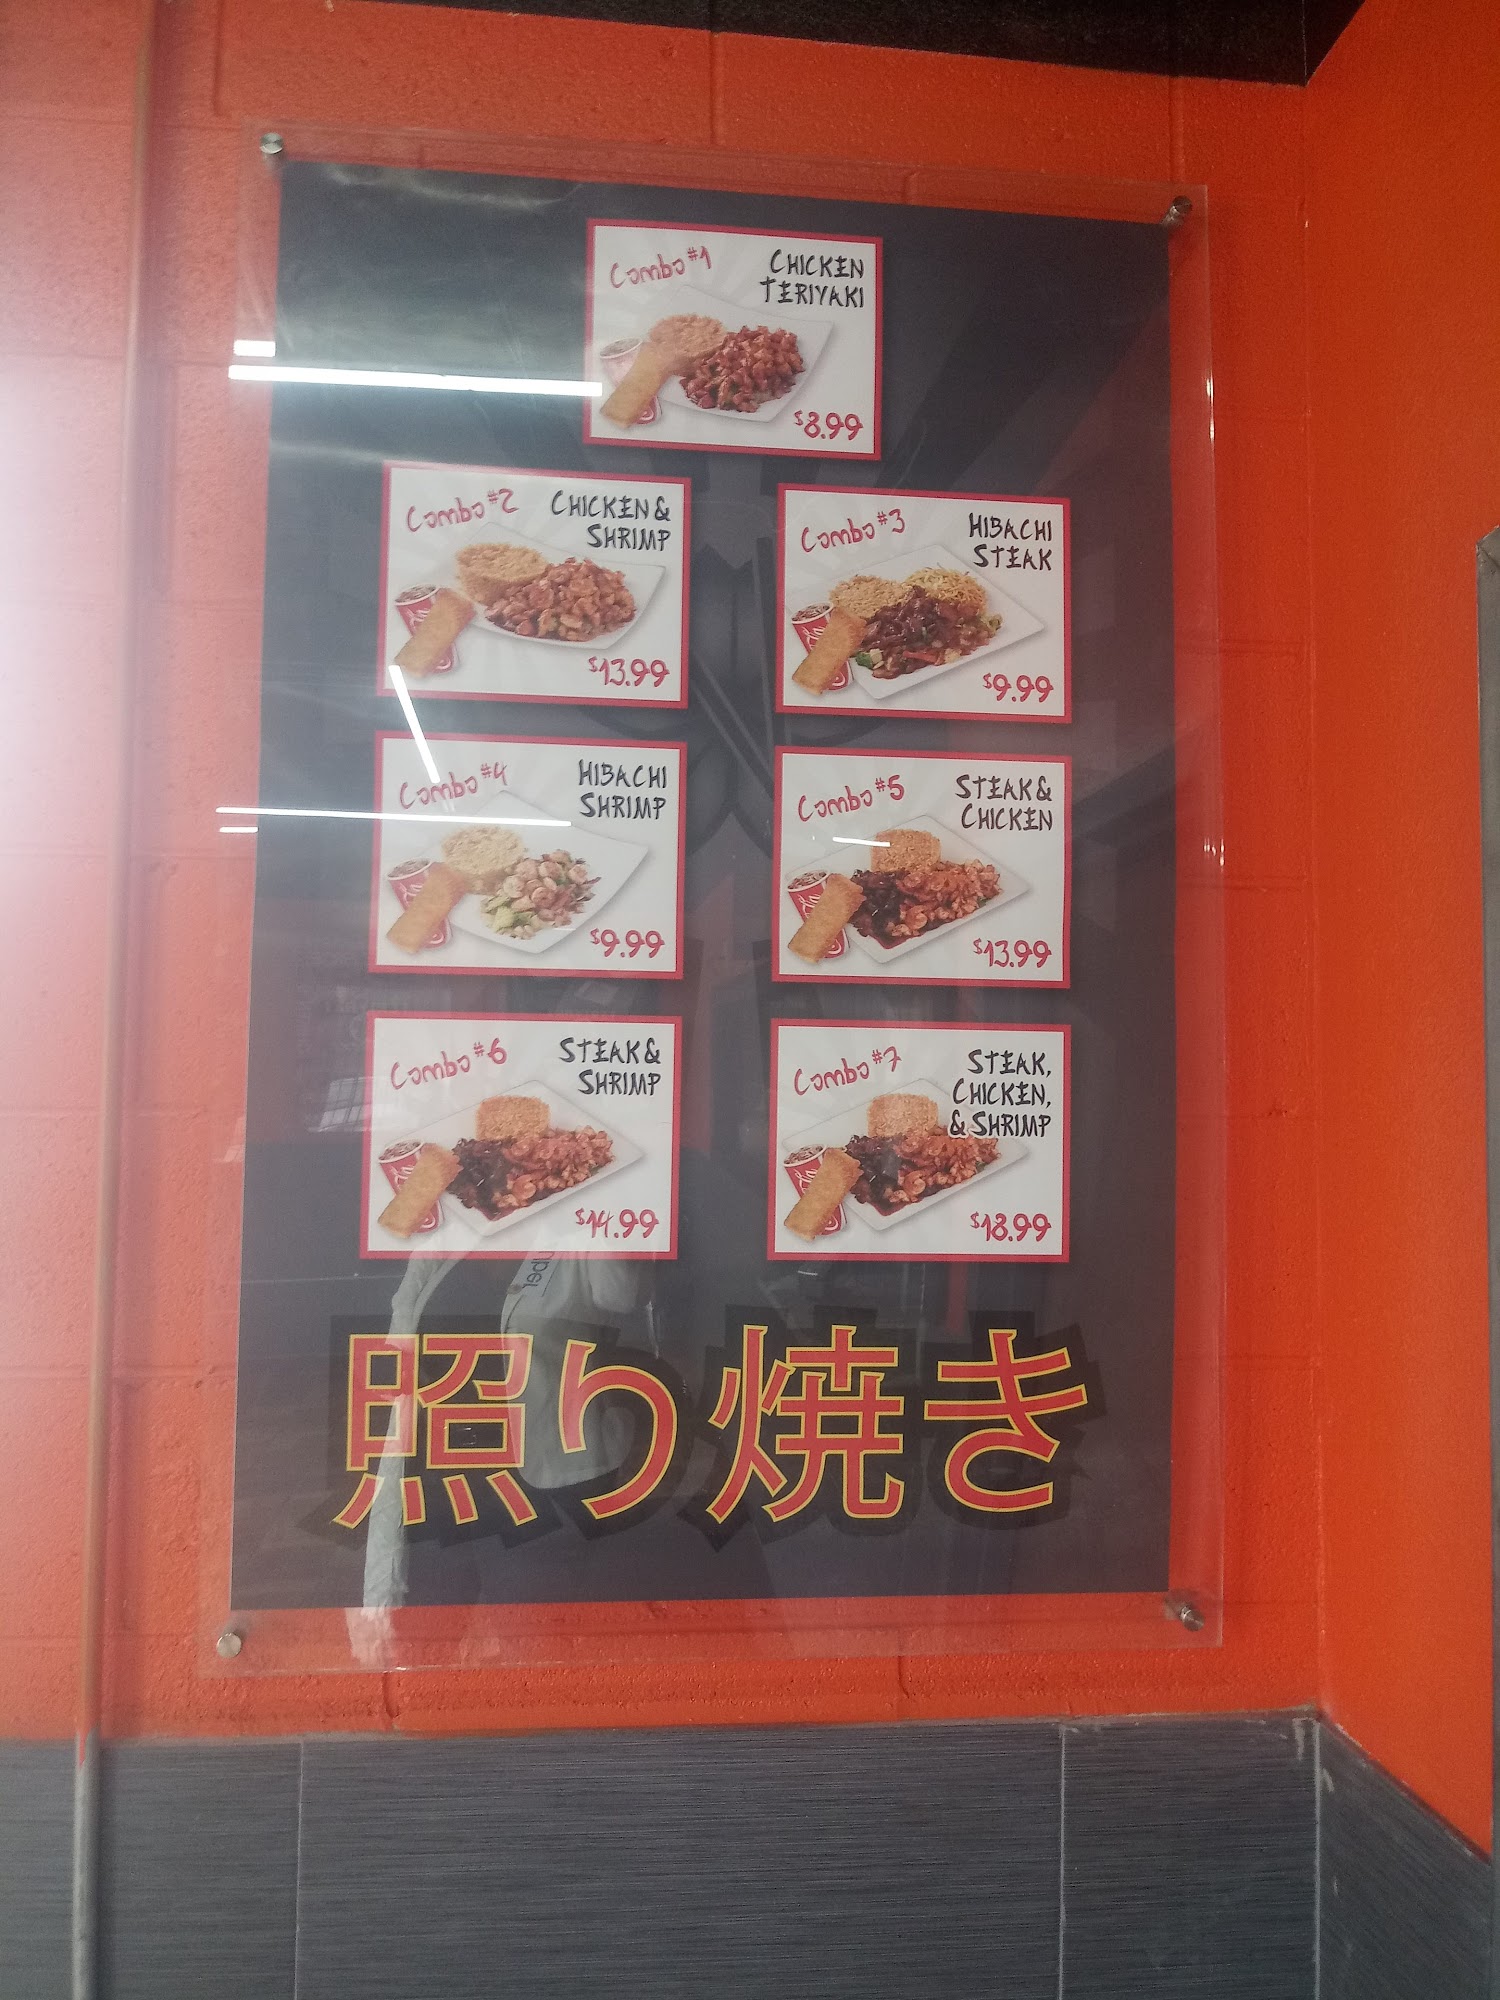 Combo #1
CHICKEN
TERIYAKI
$8.99
Combo #2
CHICKEN &
SHRIMP
$13.99
Combo #3
HIBACHI
STEAK
$9.99
Combo #4
HIBACHI
SHRIMP
$9.99
Combo #5
STEAK &
CHICKEN
$13.99
Combo #6
STEAK &
SHRIMP
$14.99
Combo #7
STEAK,
CHICKEN,
& SHRIMP
$18.99
照り焼き